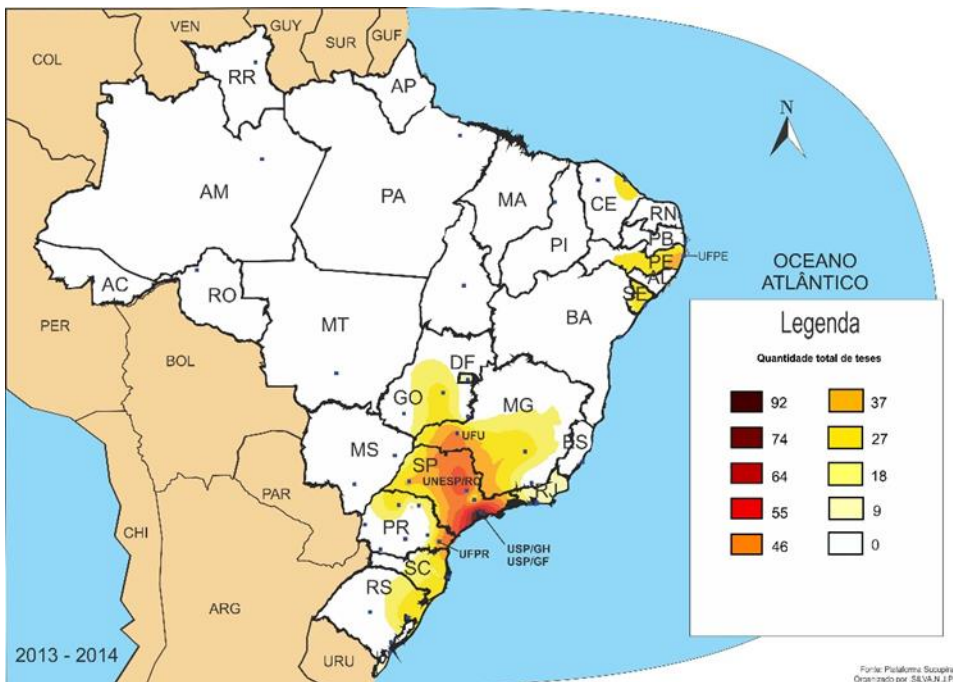 VEN
GUY
SUR
GUF
COL
RR
AP
N
AM
PA
MA
CE
RN
PB
PI
PE
UFPE
AL
SE
AC
RO
OCEANO
ATLÂNTICO
PER
MT
BA
BOL
DF
GO
MG
ES
MS
UFU
SP
UNESP/RC
RJ
PAR
PR
CHI
UFPR
USP/GH
USP/GF
SC
RS
ARG
URU
2013 - 2014
Legenda
Quantidade total de teses
92
37
74
27
64
18
55
9
46
0
Fonte: Plataforma Sucupira
Organizado por :SILVA,N.J.P